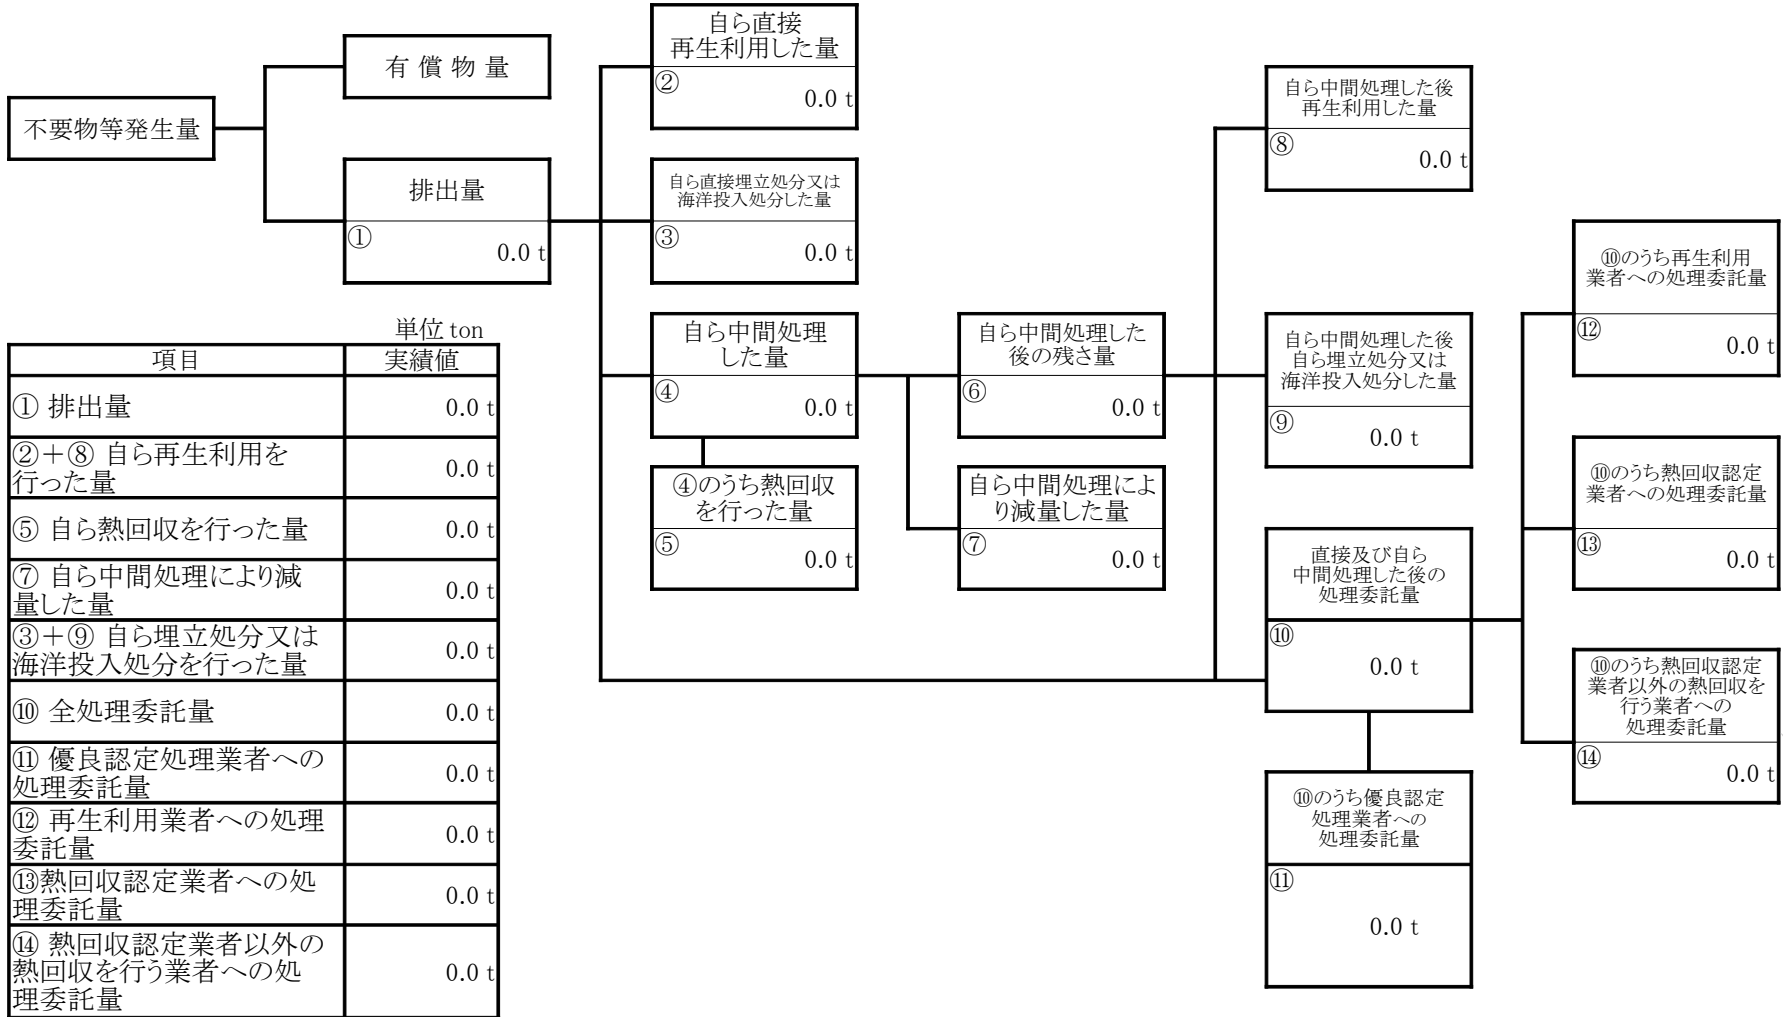 不要物等発生量
有 償 物 量
排出量
①
0.0 t
自ら直接
再生利用した量
②
0.0 t
自ら直接埋立処分又は
海洋投入処分した量
③
0.0 t
自ら中間処理
した量
④
0.0 t
④のうち熱回収
を行った量
⑤
0.0 t
自ら中間処理した
後の残さ量
⑥
0.0 t
自ら中間処理によ
り減量した量
⑦
0.0 t
自ら中間処理した後
再生利用した量
⑧
0.0 t
自ら中間処理した後
自ら埋立処分又は
海洋投入処分した量
⑨
0.0 t
直接及び自ら
中間処理した後の
処理委託量
⑩
0.0 t
⑩のうち優良認定
処理業者への
処理委託量
⑪
0.0 t
⑩のうち再生利用
業者への処理委託量
⑫
0.0 t
⑩のうち熱回収認定
業者への処理委託量
⑬
0.0 t
⑩のうち熱回収認定
業者以外の熱回収を
行う業者への
処理委託量
⑭
0.0 t
単位 ton
項目 実績値
① 排出量 0.0 t
②＋⑧ 自ら再生利用を
行った量 0.0 t
⑤ 自ら熱回収を行った量 0.0 t
⑦ 自ら中間処理により減
量した量 0.0 t
③＋⑨ 自ら埋立処分又は
海洋投入処分を行った量 0.0 t
⑩ 全処理委託量 0.0 t
⑪ 優良認定処理業者への
処理委託量 0.0 t
⑫ 再生利用業者への処理
委託量 0.0 t
⑬熱回収認定業者への処
理委託量 0.0 t
⑭ 熱回収認定業者以外の
熱回収を行う業者への処
理委託量 0.0 t